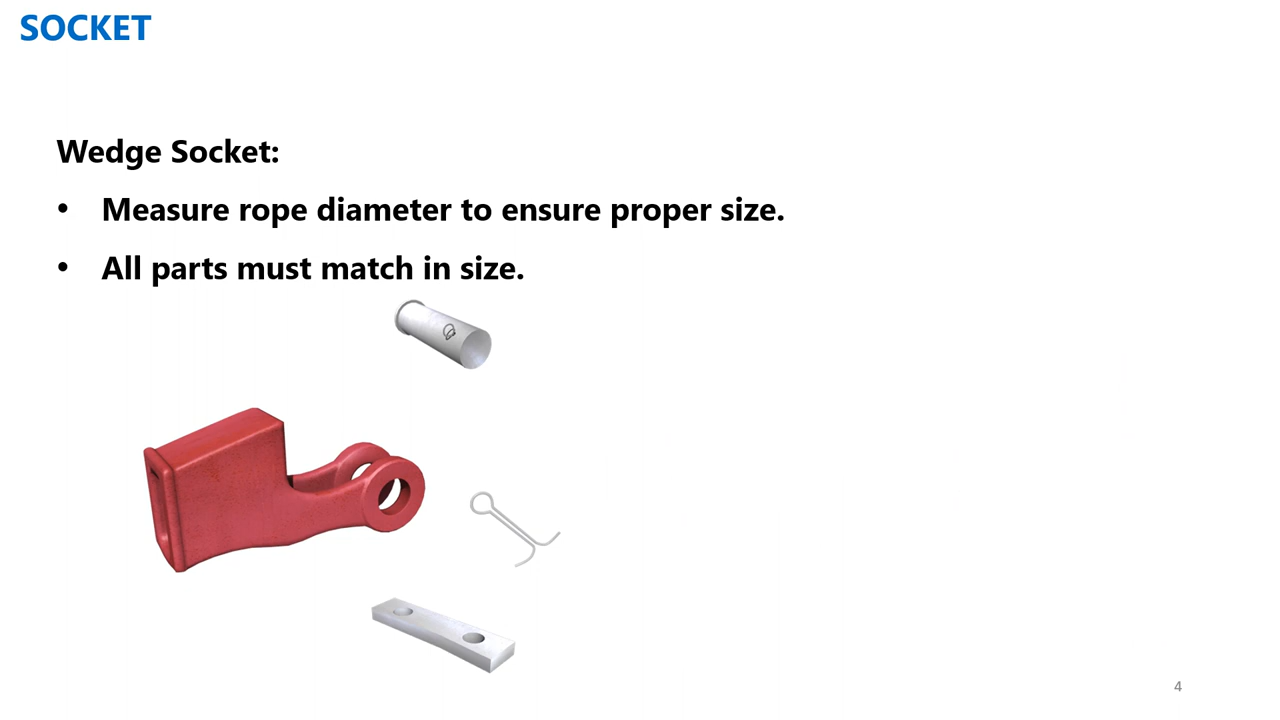 SOCKET
Wedge Socket:
• Measure rope diameter to ensure proper size.
• All parts must match in size.
4